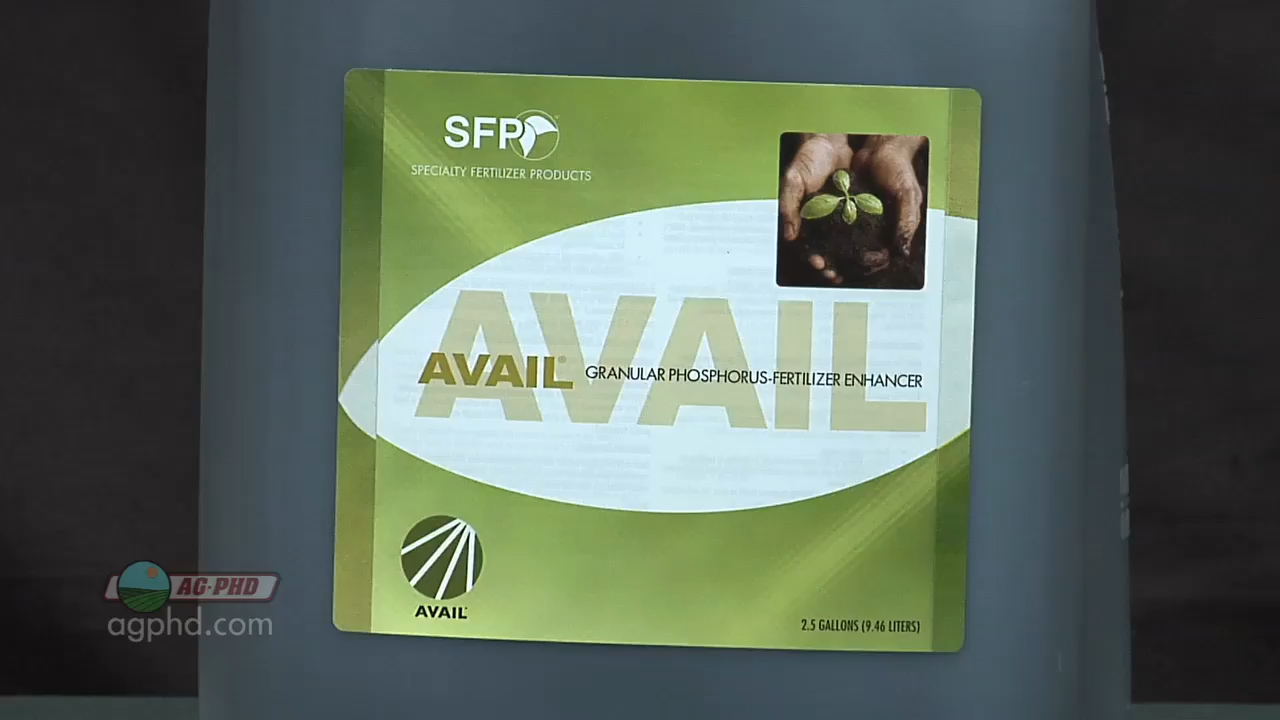 SFP
SPECIALTY FERTILIZER PRODUCTS
AVAIL
AVAIL® GRANULAR PHOSPHORUS-FERTILIZER ENHANCER
AVAIL
2.5 GALLONS (9.46 LITERS)
AG-PHD
agphd.com